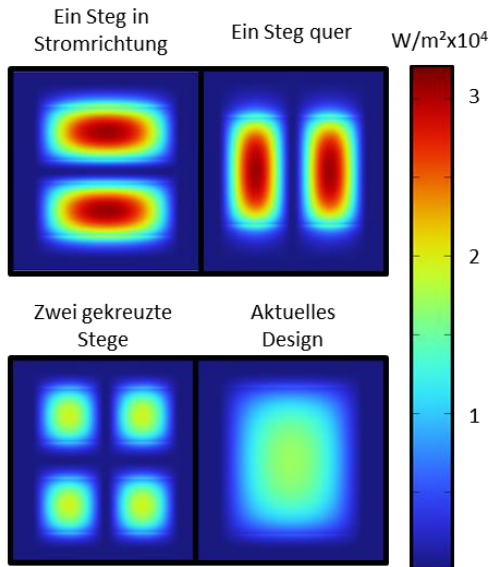 Ein Steg in
Stromrichtung
Ein Steg quer
W/m²x10⁴
3
2
1
Zwei gekreuzte
Stege
Aktuelles
Design